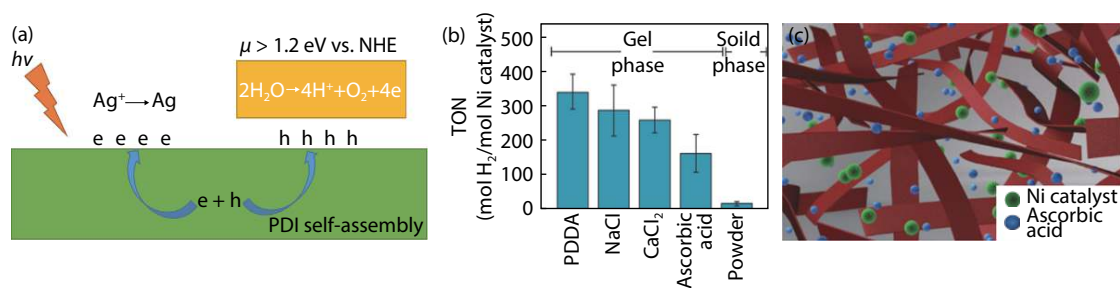 (a)
hν
μ > 1.2 eV vs. NHE
2H₂O→4H⁺+O₂+4e
Ag⁺→Ag
e e e e
h h h h
e + h
PDI self-assembly
(b)
TON
(mol H₂/mol Ni catalyst)
500
400
300
200
100
0
Gel
phase
Soild
phase
PDDA
NaCl
CaCl₂
Ascorbic
acid
Powder
(c)
Ni catalyst
Ascorbic
acid